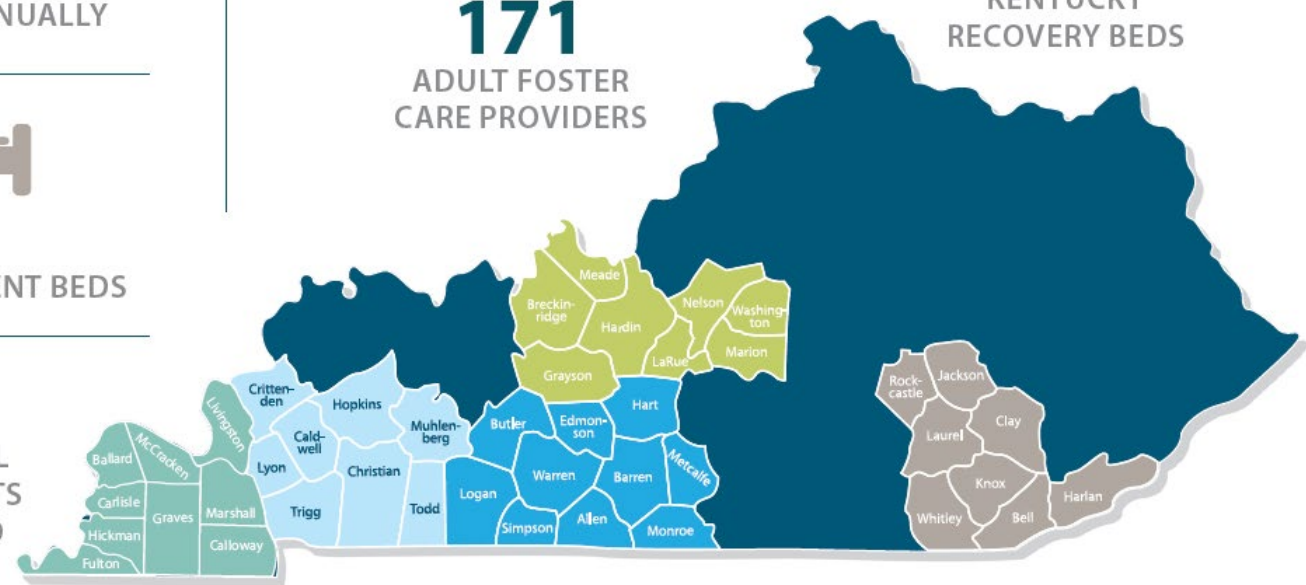 NUALLY
ENT BEDS
171
ADULT FOSTER
CARE PROVIDERS
KENTUCKY
RECOVERY BEDS
Meade
Breckin-
ridge
Hardin
Nelson
Washing-
ton
LaRue
Marion
Grayson
Critten-
den
Hopkins
Livingston
Cald-
well
Muhlen-
berg
Lyon
Christian
Trigg
Todd
Butler
Edmon-
son
Hart
Warren
Barren
Metcalfe
Logan
Simpson
Allen
Monroe
Ballard
McCracken
Carlisle
Graves
Marshall
Hickman
Calloway
Fulton
Rock-
castle
Jackson
Clay
Laurel
Knox
Harlan
Whitley
Bell